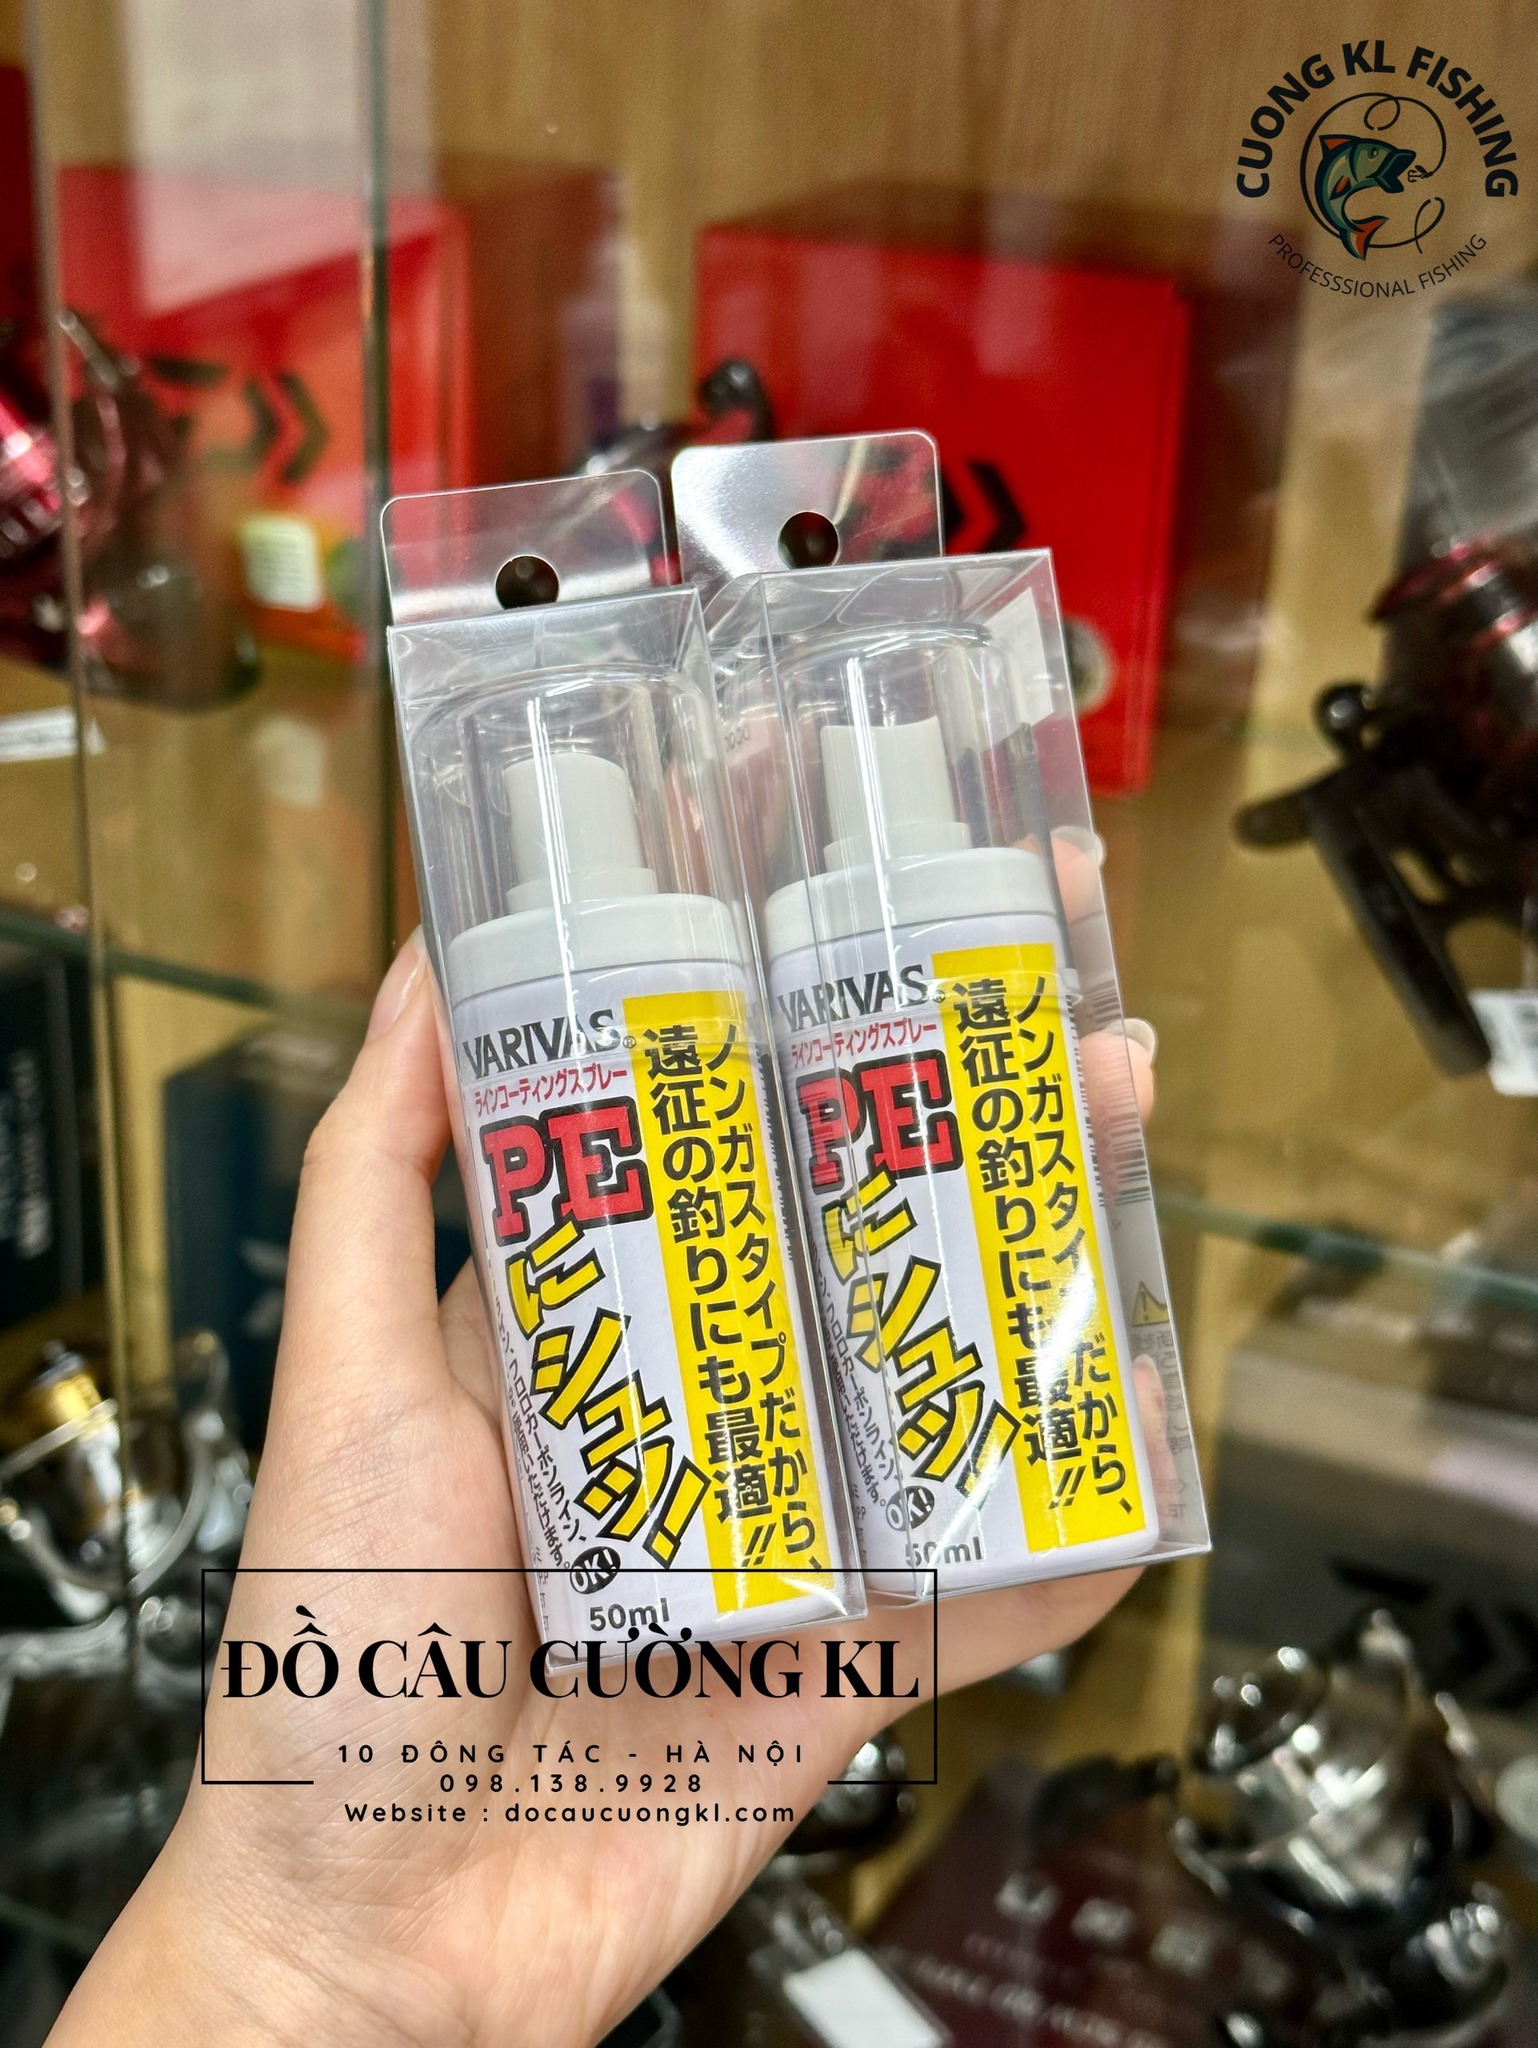 CUONG KL FISHING
PROFESSSIONAL FISHING
VARIVAS®
ラインコーティングスプレー
PE
にシュッ!
ノンガスタイプだから、
遠征の釣りにも最適!!
OK!
50ml
VARIVAS®
ラインコーティングスプレー
PE
にシュッ!
ノンガスタイプだから、
遠征の釣りにも最適!!
OK!
50ml
ĐỒ CÂU CƯỜNG KL
10 ĐÔNG TÁC - HÀ NỘI
098.138.9928
Website : docaucuongkl.com